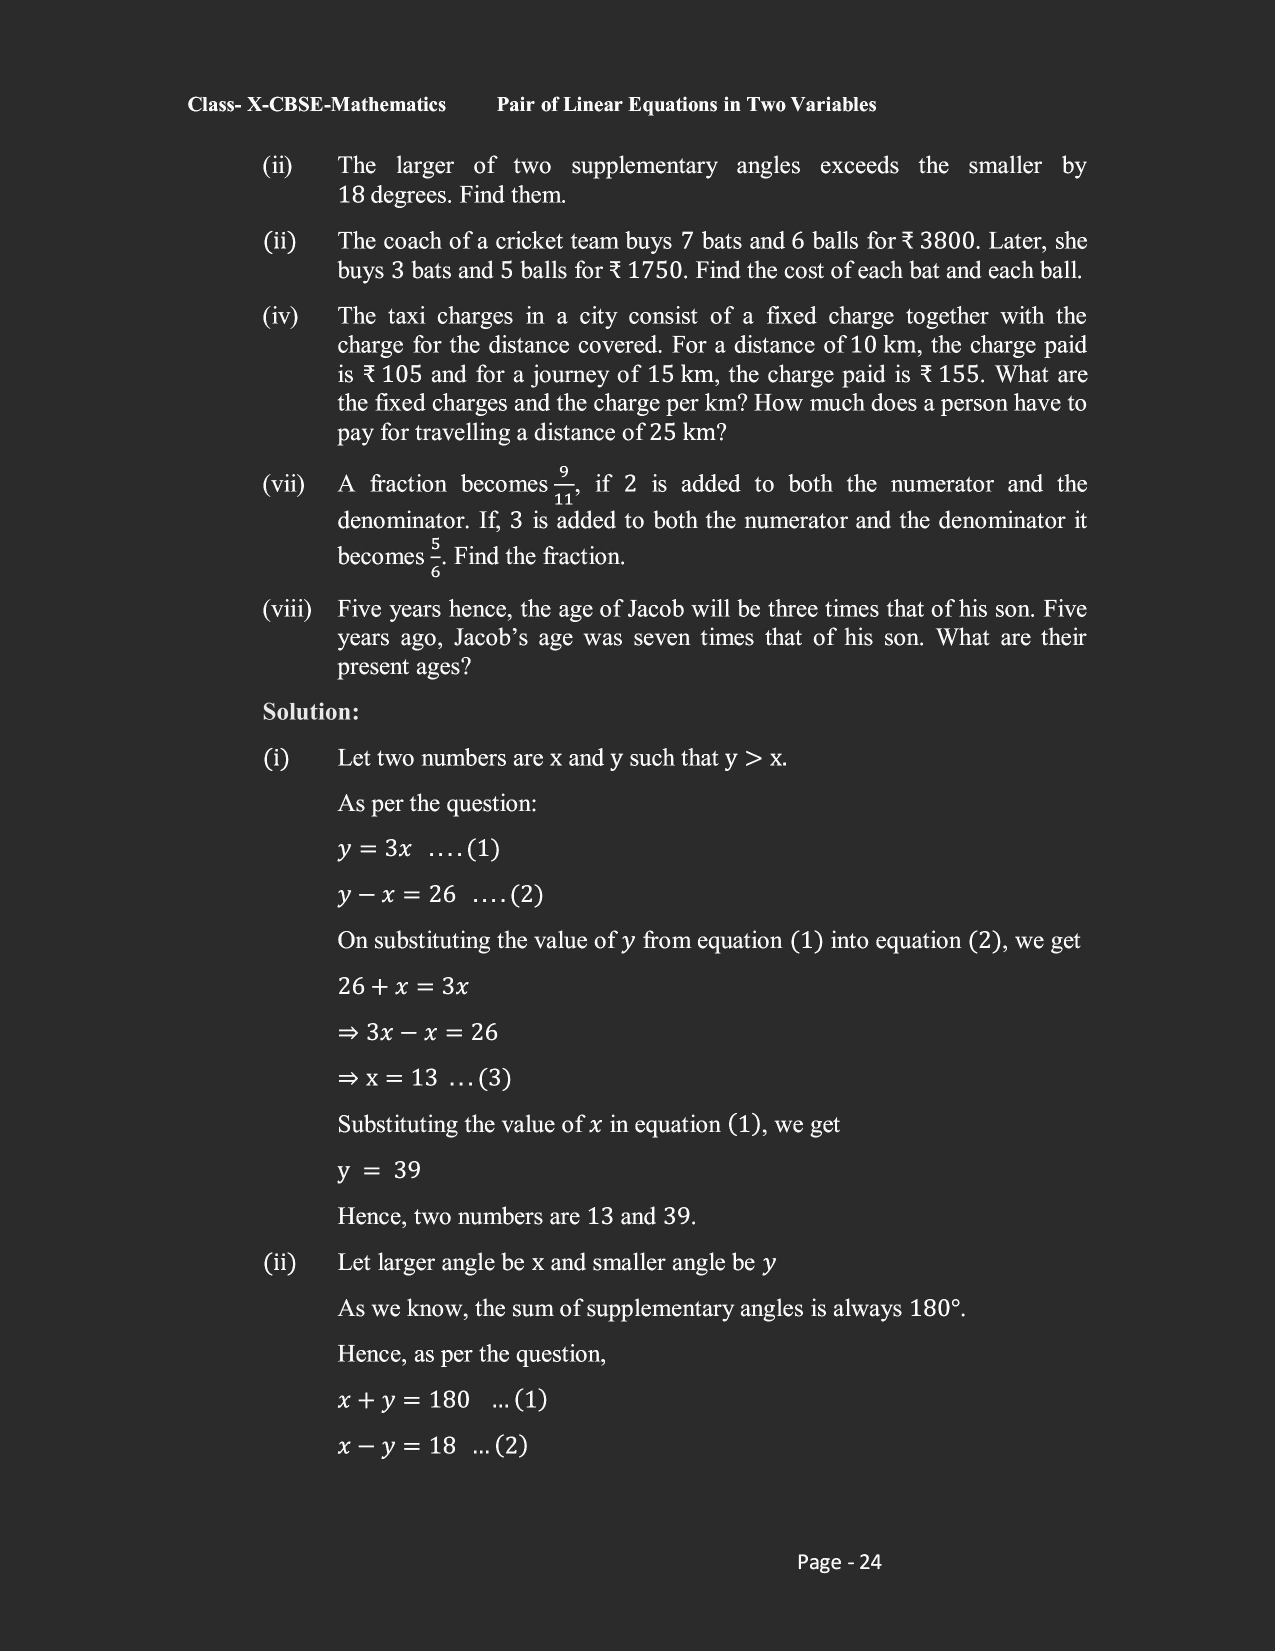 Class- X-CBSE-Mathematics Pair of Linear Equations in Two Variables
(ii) The larger of two supplementary angles exceeds the smaller by
18 degrees. Find them.
(ii) The coach of a cricket team buys 7 bats and 6 balls for ₹ 3800. Later, she
buys 3 bats and 5 balls for ₹ 1750. Find the cost of each bat and each ball.
(iv) The taxi charges in a city consist of a fixed charge together with the
charge for the distance covered. For a distance of 10 km, the charge paid
is ₹ 105 and for a journey of 15 km, the charge paid is ₹ 155. What are
the fixed charges and the charge per km? How much does a person have to
pay for travelling a distance of 25 km?
(vii) A fraction becomes 9/11, if 2 is added to both the numerator and the
denominator. If, 3 is added to both the numerator and the denominator it
becomes 5/6. Find the fraction.
(viii) Five years hence, the age of Jacob will be three times that of his son. Five
years ago, Jacob’s age was seven times that of his son. What are their
present ages?
Solution:
(i) Let two numbers are x and y such that y > x.
As per the question:
y = 3x ....(1)
y − x = 26 ....(2)
On substituting the value of y from equation (1) into equation (2), we get
26 + x = 3x
⇒ 3x − x = 26
⇒ x = 13 ...(3)
Substituting the value of x in equation (1), we get
y = 39
Hence, two numbers are 13 and 39.
(ii) Let larger angle be x and smaller angle be y
As we know, the sum of supplementary angles is always 180°.
Hence, as per the question,
x + y = 180 ...(1)
x − y = 18 ...(2)
Page - 24